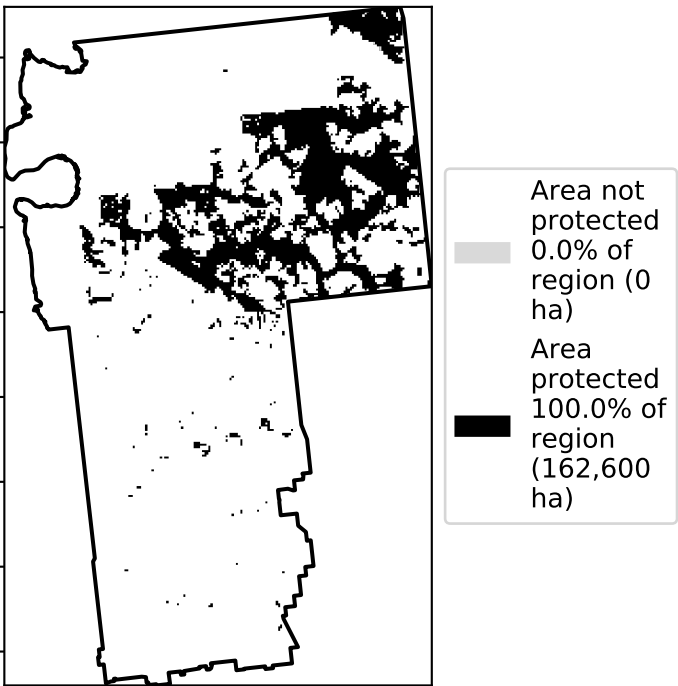 Area not
protected
0.0% of
region (0
ha)
Area
protected
100.0% of
region
(162,600
ha)